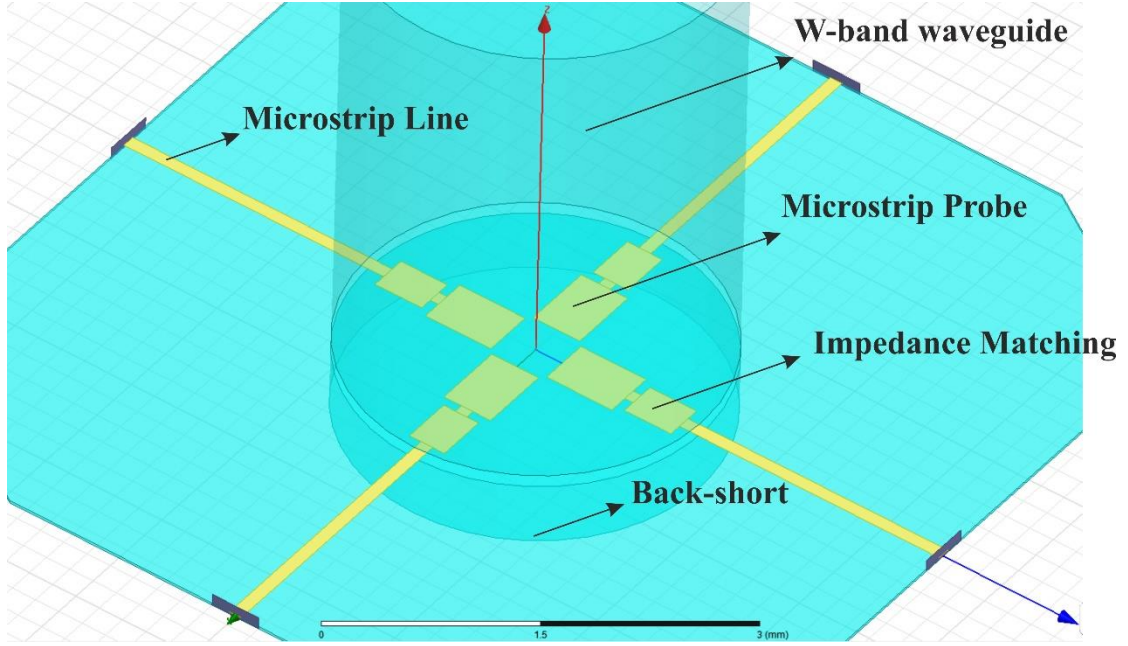 z
W-band waveguide
Microstrip Line
Microstrip Probe
Impedance Matching
Back-short
0 1.5 3 (mm)